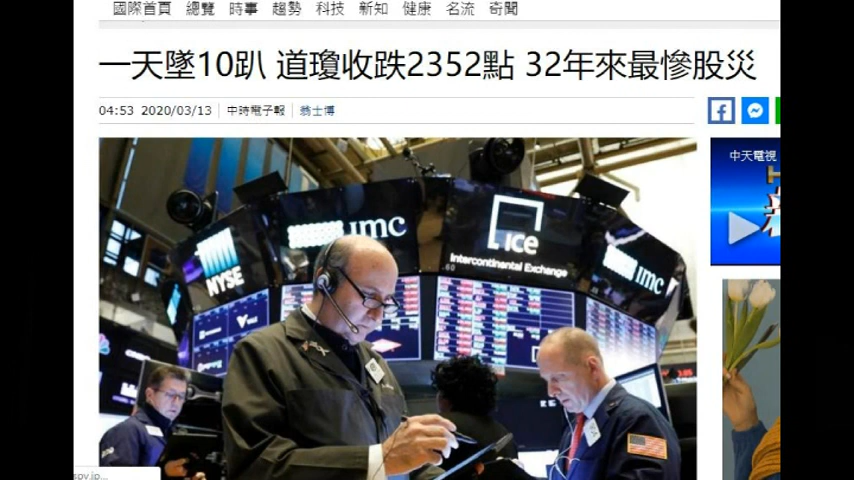 國際首頁 總覽 時事 趨勢 科技 新知 健康 名流 奇聞
一天墜10趴 道瓊收跌2352點 32年來最慘股災
04:53 2020/03/13 中時電子報 翁士博
中天電視
imc
ice
Intercontinental Exchange
NYSE
imc